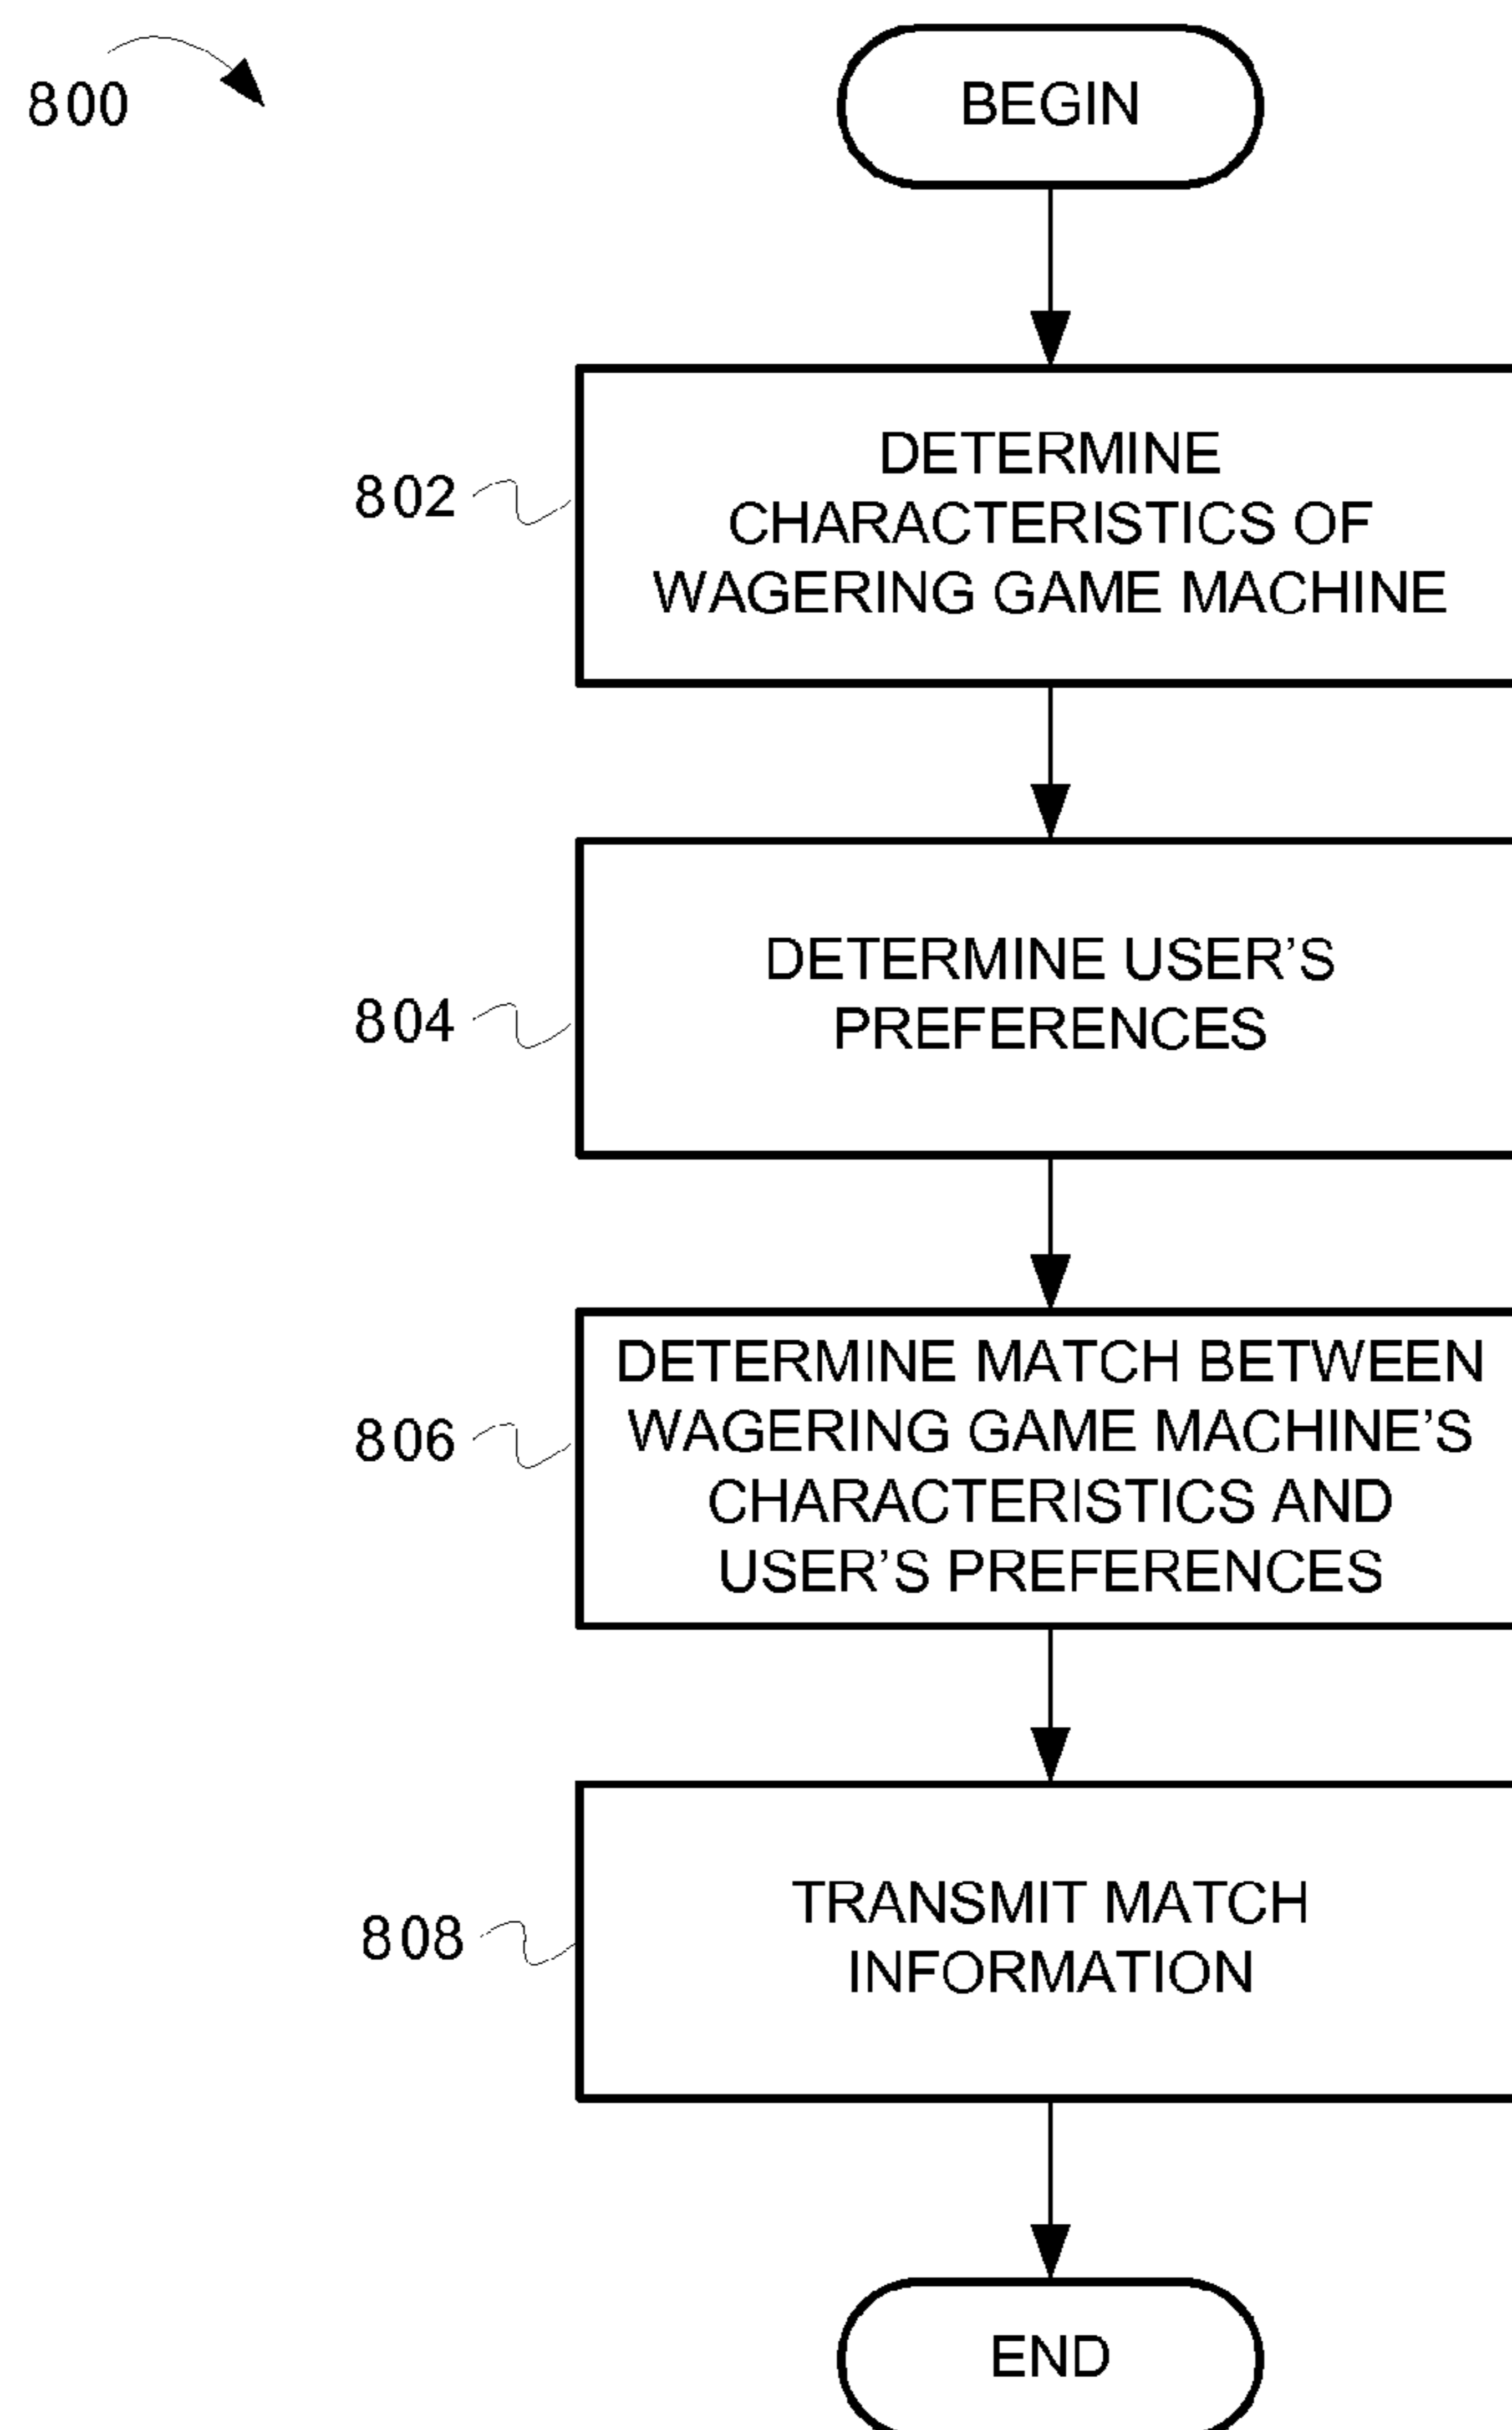 800
BEGIN
DETERMINE
CHARACTERISTICS OF
WAGERING GAME MACHINE
802
DETERMINE USER’S
PREFERENCES
804
DETERMINE MATCH BETWEEN
WAGERING GAME MACHINE’S
CHARACTERISTICS AND
USER’S PREFERENCES
806
TRANSMIT MATCH
INFORMATION
808
END